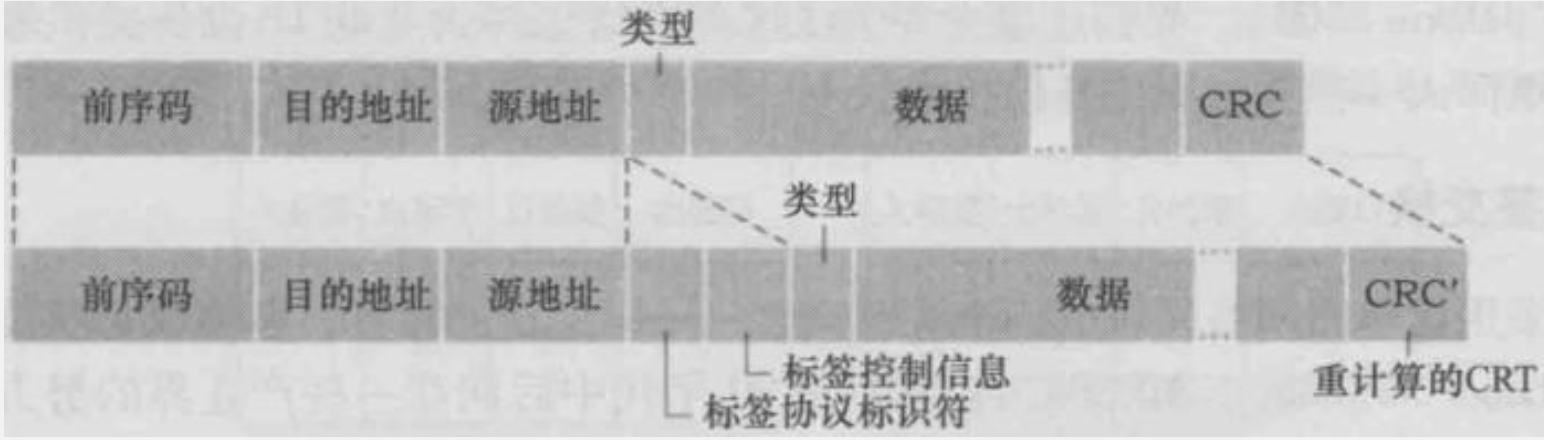 类型
前序码 目的地址 源地址 数据 CRC
类型
前序码 目的地址 源地址 数据 CRC'
标签控制信息 重计算的CRT
标签协议标识符